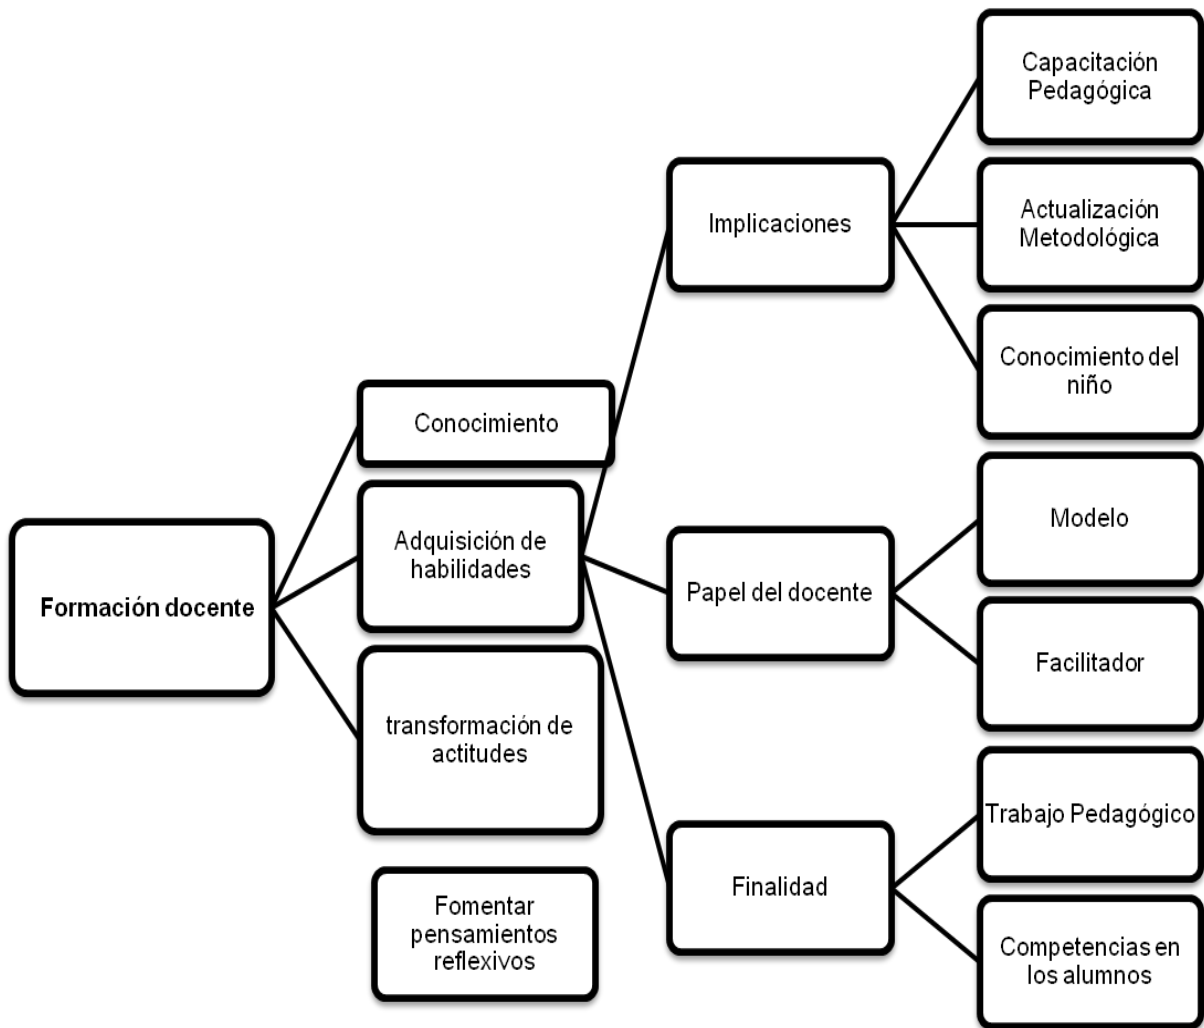 Formación docente
Conocimiento
Adquisición de
habilidades
transformación de
actitudes
Fomentar
pensamientos
reflexivos
Implicaciones
Papel del docente
Finalidad
Capacitación
Pedagógica
Actualización
Metodológica
Conocimiento del
niño
Modelo
Facilitador
Trabajo Pedagógico
Competencias en
los alumnos